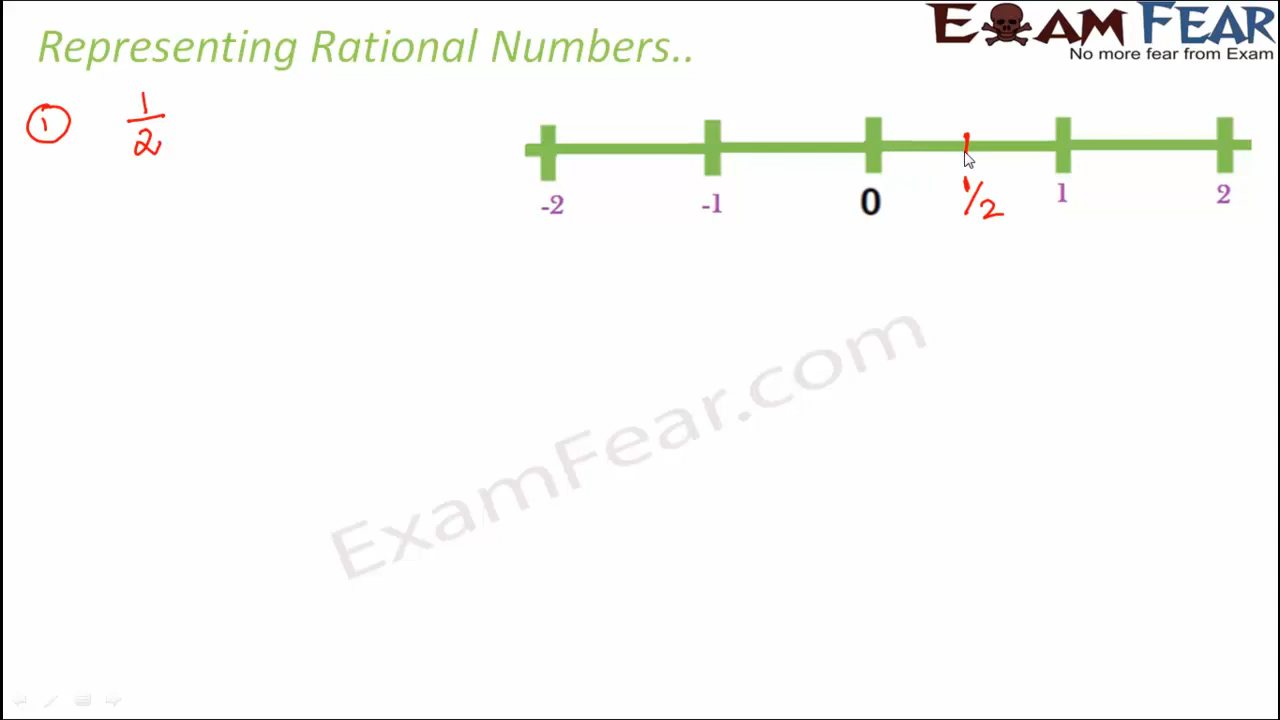 Representing Rational Numbers..
EXAM FEAR
No more fear from Exam
① 1/2
-2 -1 0 1/2 1 2
ExamFear.com